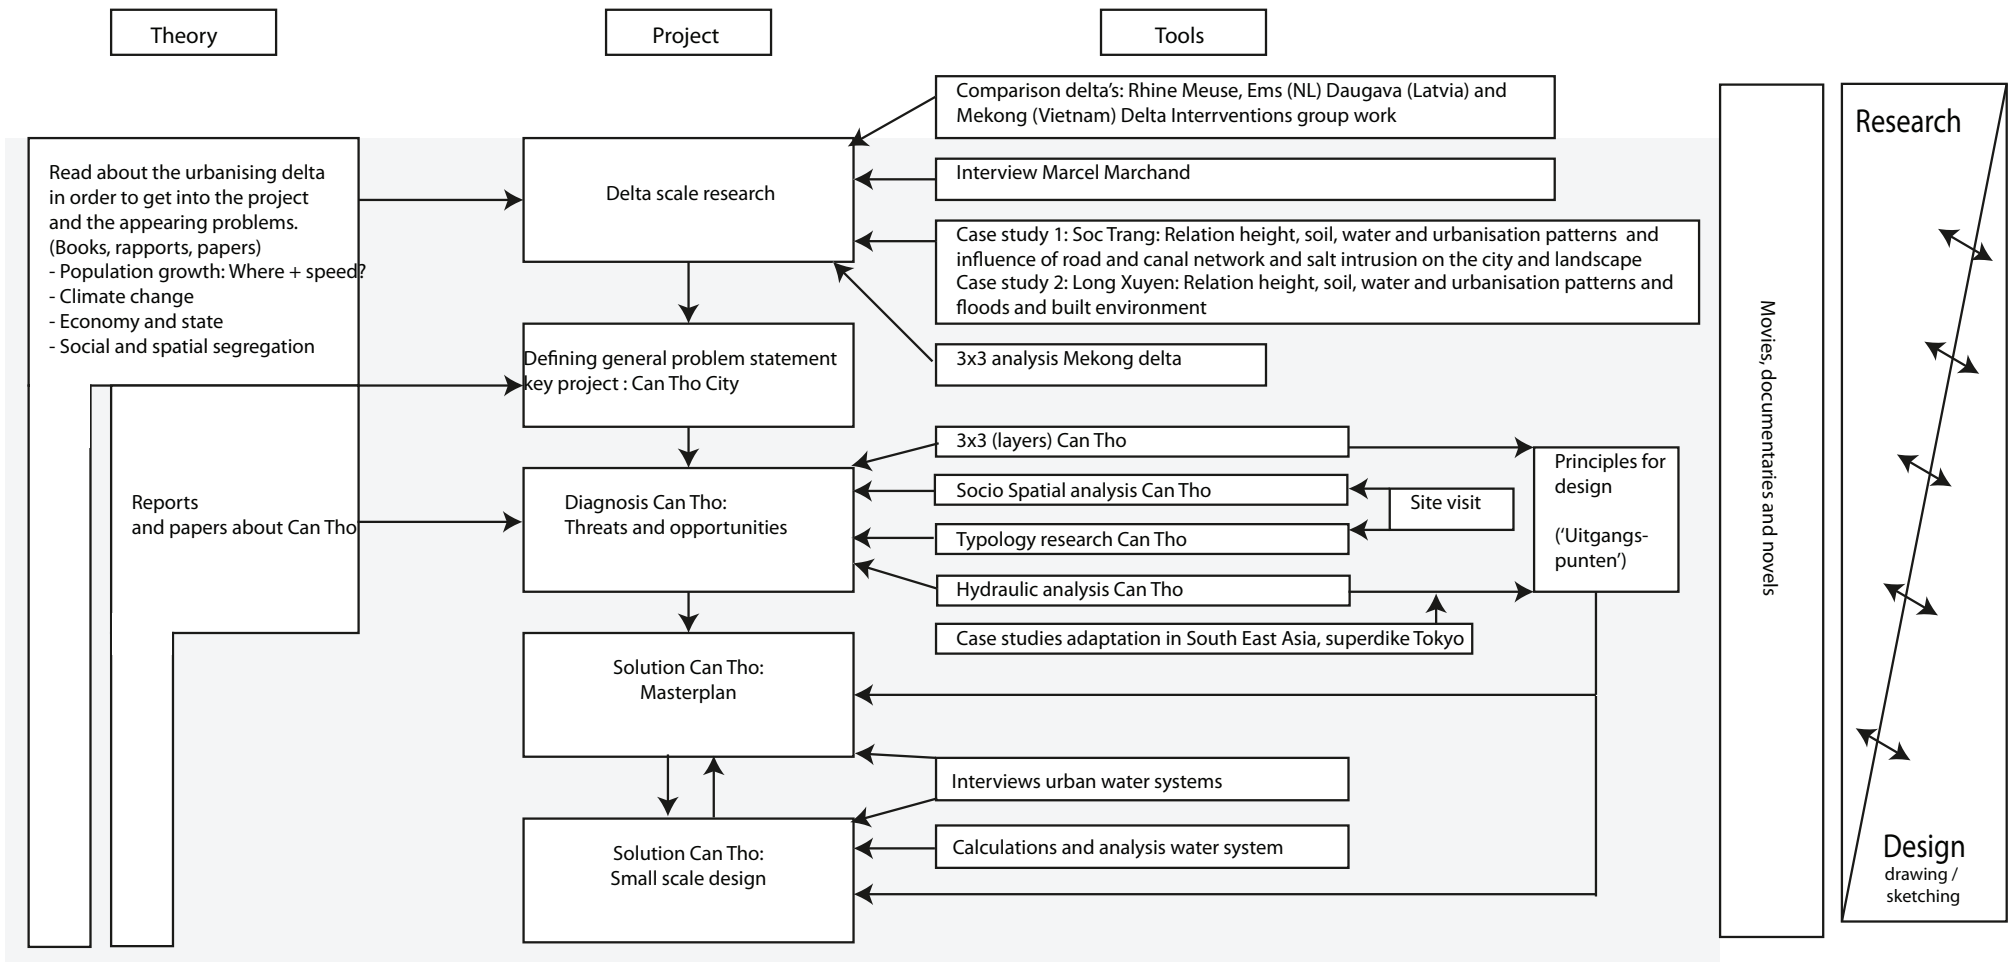 Theory
Project
Tools
Read about the urbanising delta
in order to get into the project
and the appearing problems.
(Books, rapports, papers)
- Population growth: Where + speed?
- Climate change
- Economy and state
- Social and spatial segregation
Reports
and papers about Can Tho
Delta scale research
Defining general problem statement
key project : Can Tho City
Diagnosis Can Tho:
Threats and opportunities
Solution Can Tho:
Masterplan
Solution Can Tho:
Small scale design
Comparison delta's: Rhine Meuse, Ems (NL) Daugava (Latvia) and
Mekong (Vietnam) Delta Interrventions group work
Interview Marcel Marchand
Case study 1: Soc Trang: Relation height, soil, water and urbanisation patterns and
influence of road and canal network and salt intrusion on the city and landscape
Case study 2: Long Xuyen: Relation height, soil, water and urbanisation patterns and
floods and built environment
3x3 analysis Mekong delta
3x3 (layers) Can Tho
Socio Spatial analysis Can Tho
Typology research Can Tho
Hydraulic analysis Can Tho
Case studies adaptation in South East Asia, superdike Tokyo
Site visit
Principles for
design
('Uitgangs-
punten')
Interviews urban water systems
Calculations and analysis water system
Movies, documentaries and novels
Research
Design
drawing /
sketching